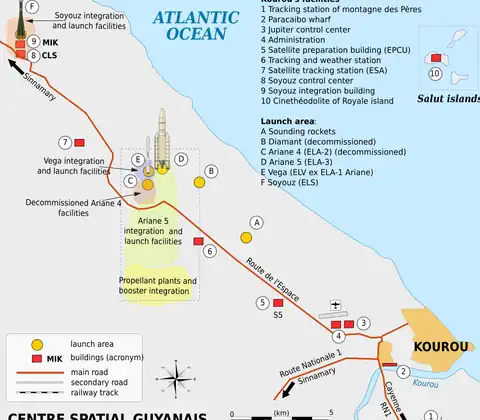 Kourou's facilities
1 Tracking station of montagne des Pères
2 Paracaibo wharf
3 Jupiter control center
4 Administration
5 Satellite preparation building (EPCU)
6 Tracking and weather station
7 Satellite tracking station (ESA)
8 Soyouz control center
9 Soyouz integration building
10 Cinethéodolite of Royale island
Launch area:
A Sounding rockets
B Diamant (decommissioned)
C Ariane 4 (ELA-2) (decommissioned)
D Ariane 5 (ELA-3)
E Vega (ELV ex ELA-1 Ariane)
F Soyouz (ELS)
ATLANTIC
OCEAN
F
Soyouz integration
and launch facilities
9 MIK
8 CLS
Sinnamary
10
Salut islands
7
Vega integration
and launch facilities
E
D
C
B
Decommissioned Ariane 4
facilities
Ariane 5
integration and
launch facilities
A
6
Propellant plants and
booster integration
Route de l'Espace
5
S5
4
3
KOUROU
2
Kourou
Route Nationale 1
Sinnamary
Cayenne
RN1
1
launch area
MIK buildings (acronym)
main road
secondary road
railway track
0 (km) 5
CENTRE SPATIAL GUYANAIS